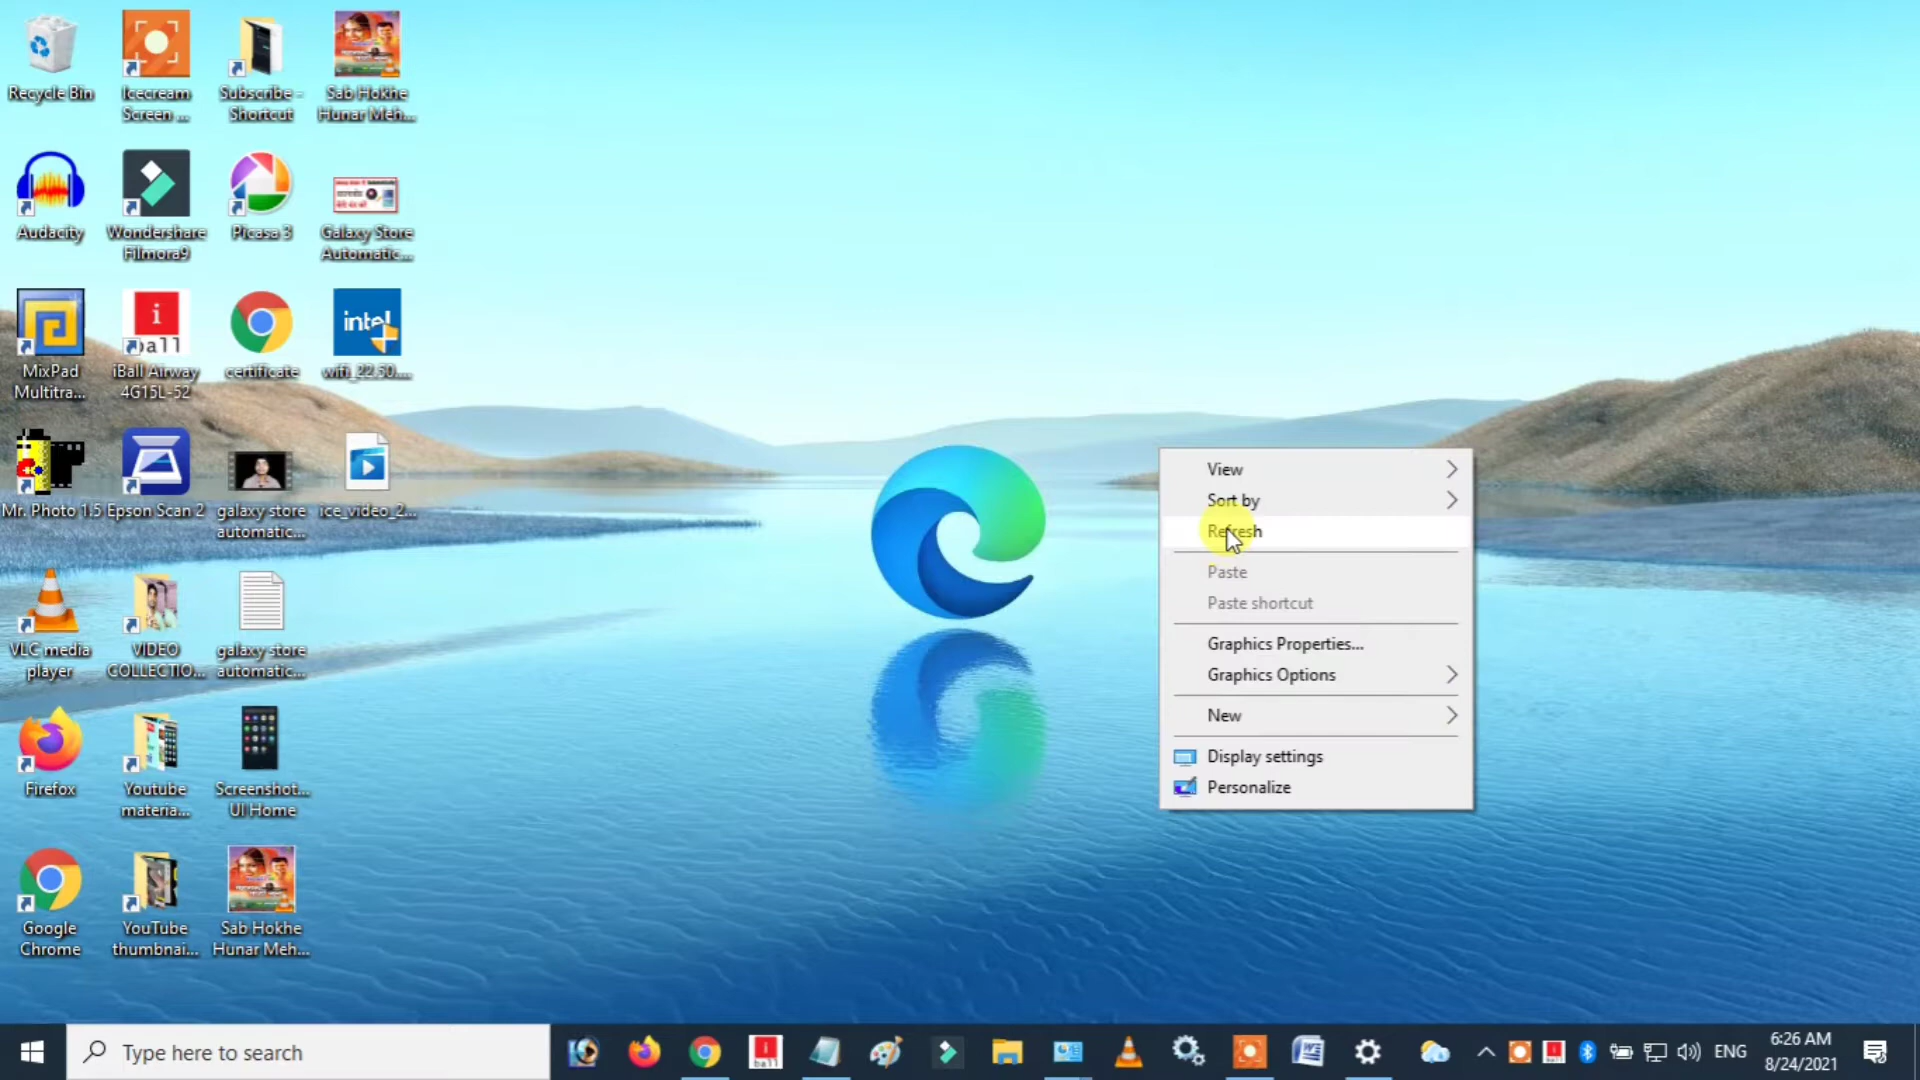 Recycle Bin
Icecream
Screen ...
Subscribe -
Shortcut
Sab Hokhe
Hunar Meh...
Audacity
Wondershare
Filmora9
Picasa 3
Galaxy Store
Automatic...
MixPad
Multitra...
i
ball
iBall Airway
4G15L-52
certificate
intel
wifi_22.50....
Mr. Photo 1.5
Epson Scan 2
galaxy store
automatic...
ice_video_2...
VLC media
player
VIDEO
COLLECTIO...
galaxy store
automatic...
Firefox
Youtube
materia...
Screenshot...
UI Home
Google
Chrome
YouTube
thumbnai...
Sab Hokhe
Hunar Meh...
View
Sort by
Refresh
Paste
Paste shortcut
Graphics Properties...
Graphics Options
New
Display settings
Personalize
Type here to search
ENG
6:26 AM
8/24/2021